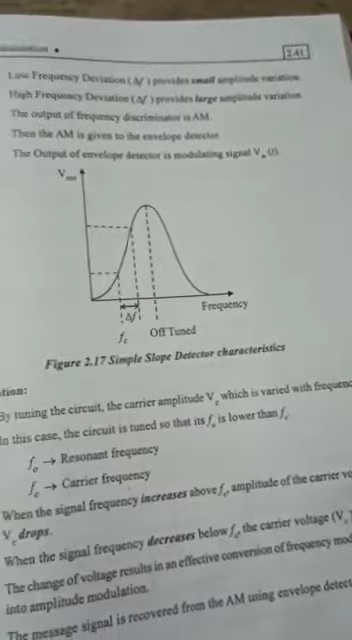 2.41
Low Frequency Deviation (Δf) provides small amplitude variation.
High Frequency Deviation (Δf) provides large amplitude variation.
The output of frequency discriminator is AM.
Then the AM is given to the envelope detector.
The Output of envelope detector is modulating signal Vm(t).
Vout
Frequency
Δf
fc
Off Tuned
Figure 2.17 Simple Slope Detector characteristics
tion:
By tuning the circuit, the carrier amplitude Vc which is varied with frequenc
In this case, the circuit is tuned so that its fo is lower than fc
fo → Resonant frequency
fc → Carrier frequency
When the signal frequency increases above fc, amplitude of the carrier vo
Vc drops.
When the signal frequency decreases below fc, the carrier voltage (Vc)
The change of voltage results in an effective conversion of frequency mod
into amplitude modulation.
The message signal is recovered from the AM using envelope detect